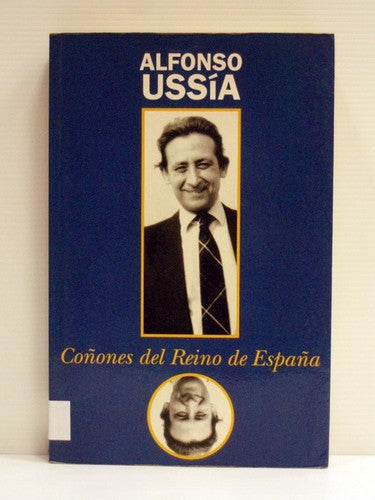 ALFONSO
USSíA
Coñones del Reino de España